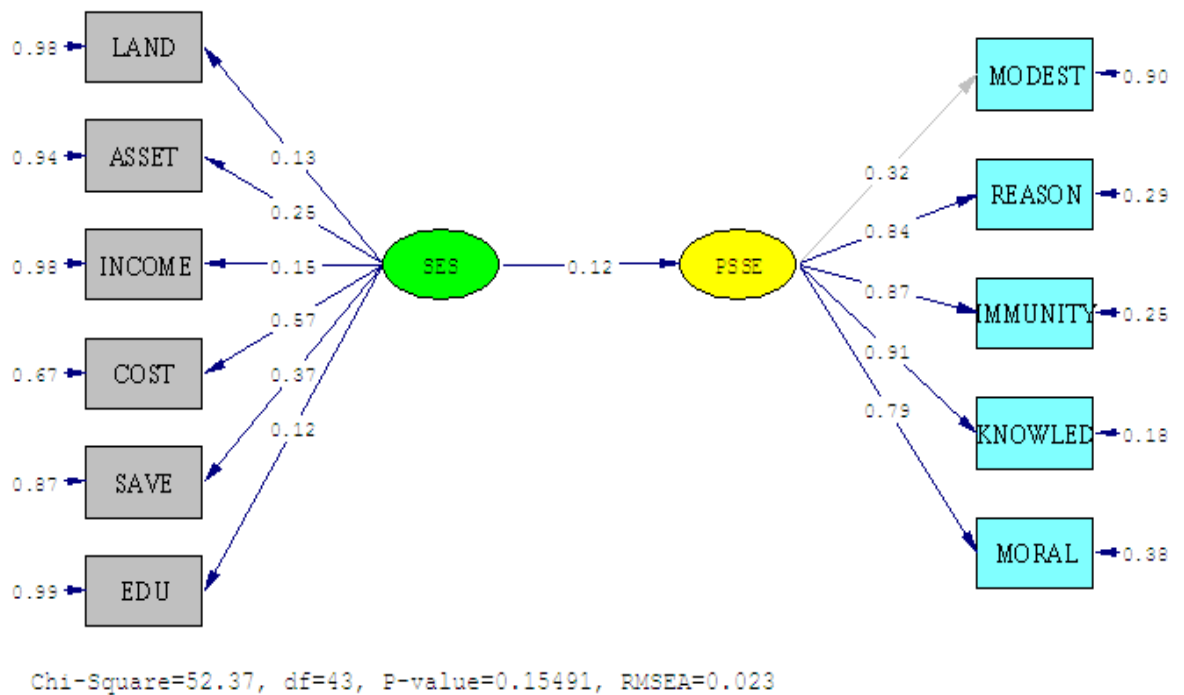 0.98 LAND
0.94 ASSET
0.98 INCOME
0.67 COST
0.87 SAVE
0.99 EDU
0.13
0.25
0.15
0.57
0.37
0.12
SES
0.12
PSSE
0.32
0.84
0.87
0.91
0.79
MODEST 0.90
REASON 0.29
IMMUNITY 0.25
KNOWLED 0.18
MORAL 0.38
Chi-Square=52.37, df=43, P-value=0.15491, RMSEA=0.023